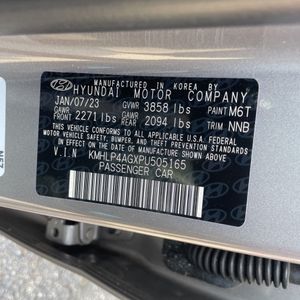 MANUFACTURED IN KOREA BY
HYUNDAI MOTOR COMPANY
JAN/07/23 GVWR 3858 lbs PAINT M6T
GAWR FRONT 2271 lbs GAWR REAR 2094 lbs TRIM NNB
THIS VEHICLE CONFORMS TO ALL APPLICABLE
FEDERAL MOTOR VEHICLE SAFETY, BUMPER,
AND THEFT PREVENTION STANDARDS IN
EFFECT ON THE DATE OF MANUFACTURE
SHOWN ABOVE.
V.I.N KMHLP4AGXPU505165
PASSENGER CAR